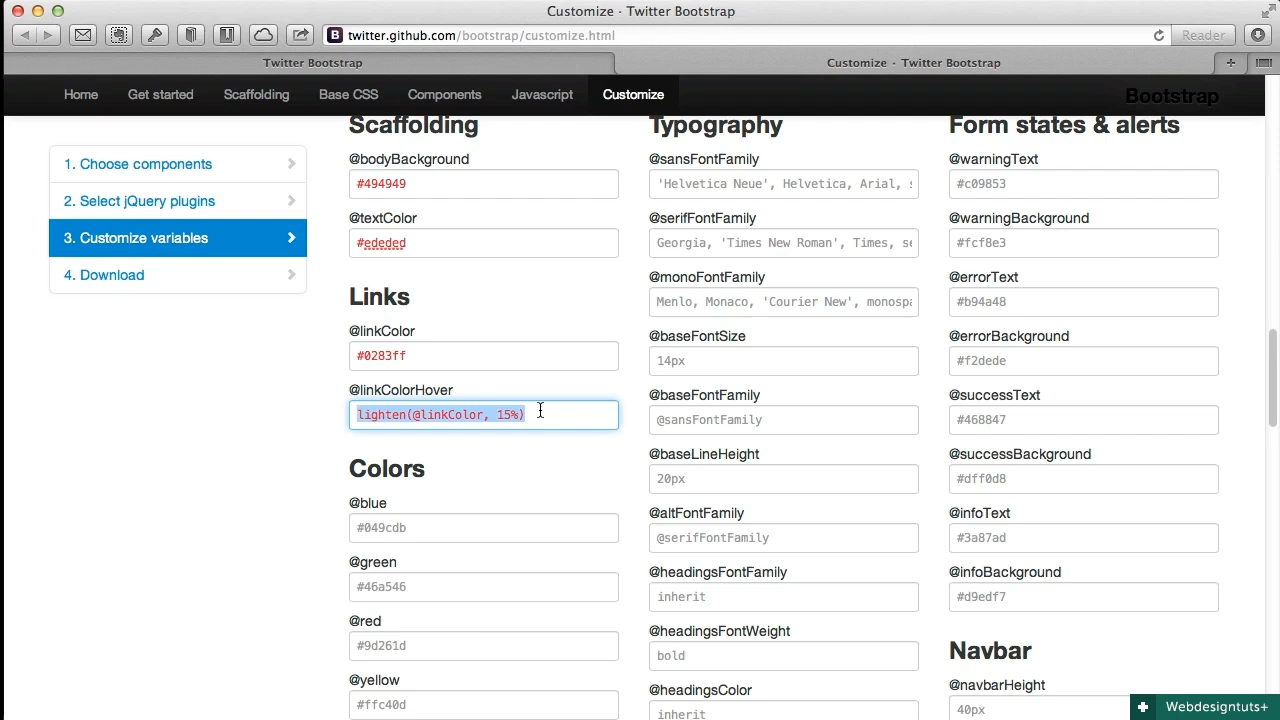 Customize · Twitter Bootstrap
B twitter.github.com/bootstrap/customize.html
Reader
Twitter Bootstrap
Customize · Twitter Bootstrap
Home Get started Scaffolding Base CSS Components Javascript Customize Bootstrap
1. Choose components
2. Select jQuery plugins
3. Customize variables
4. Download
Scaffolding
@bodyBackground
#494949
@textColor
#ededed
Links
@linkColor
#0283ff
@linkColorHover
lighten(@linkColor, 15%)
Colors
@blue
#049cdb
@green
#46a546
@red
#9d261d
@yellow
#ffc40d
Typography
@sansFontFamily
'Helvetica Neue', Helvetica, Arial, s
@serifFontFamily
Georgia, 'Times New Roman', Times, se
@monoFontFamily
Menlo, Monaco, 'Courier New', monospa
@baseFontSize
14px
@baseFontFamily
@sansFontFamily
@baseLineHeight
20px
@altFontFamily
@serifFontFamily
@headingsFontFamily
inherit
@headingsFontWeight
bold
@headingsColor
inherit
Form states & alerts
@warningText
#c09853
@warningBackground
#fcf8e3
@errorText
#b94a48
@errorBackground
#f2dede
@successText
#468847
@successBackground
#dff0d8
@infoText
#3a87ad
@infoBackground
#d9edf7
Navbar
@navbarHeight
40px
Webdesigntuts+